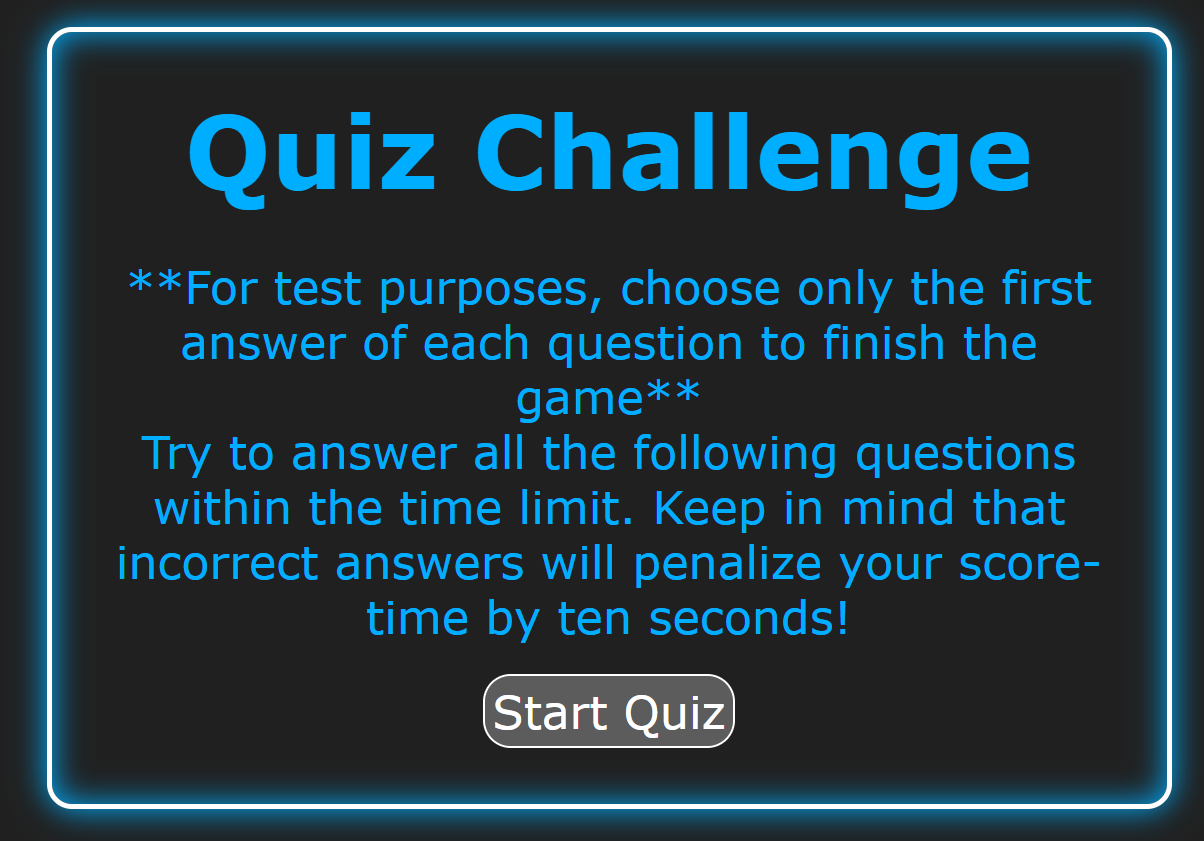 Quiz Challenge
**For test purposes, choose only the first
answer of each question to finish the
game**
Try to answer all the following questions
within the time limit. Keep in mind that
incorrect answers will penalize your score-
time by ten seconds!
Start Quiz